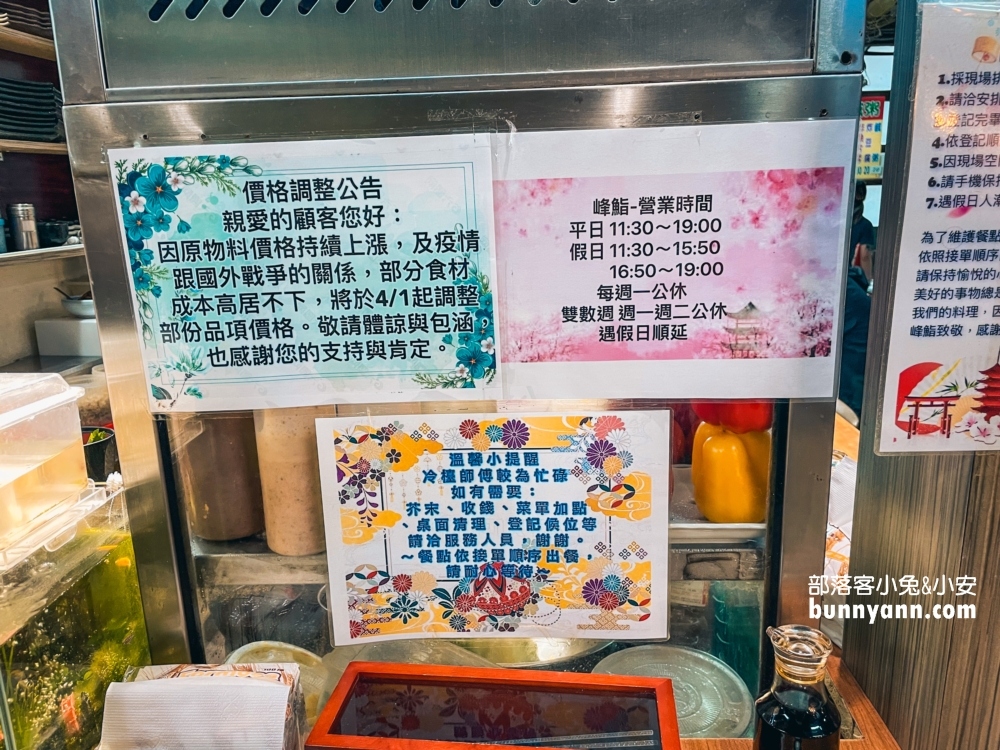 價格調整公告
親愛的顧客您好：
因原物料價格持續上漲，及疫情
跟國外戰爭的關係，部分食材
成本高居不下，將於4/1起調整
部份品項價格。敬請體諒與包涵，
也感謝您的支持與肯定。
峰鮨-營業時間
平日 11:30～19:00
假日 11:30～15:50
16:50～19:00
每週一公休
雙數週 週一週二公休
遇假日順延
溫馨小提醒
冷檯師傅較為忙碌
如有需要：
芥末、收錢、菜單加點
、桌面清理、登記候位等
請洽服務人員，謝謝。
～餐點依接單順序出餐，
請耐心等待～
1.採現場排
2.請洽安排
記完畢
4.依登記順
5.因現場空
6.請手機保持
7.遇假日人潮
為了維護餐點
依照接單順序
請保持愉悅的心
美好的事物總是
我們的料理，因
峰鮨致敬，感謝
部落客小兔&小安
bunnyann.com